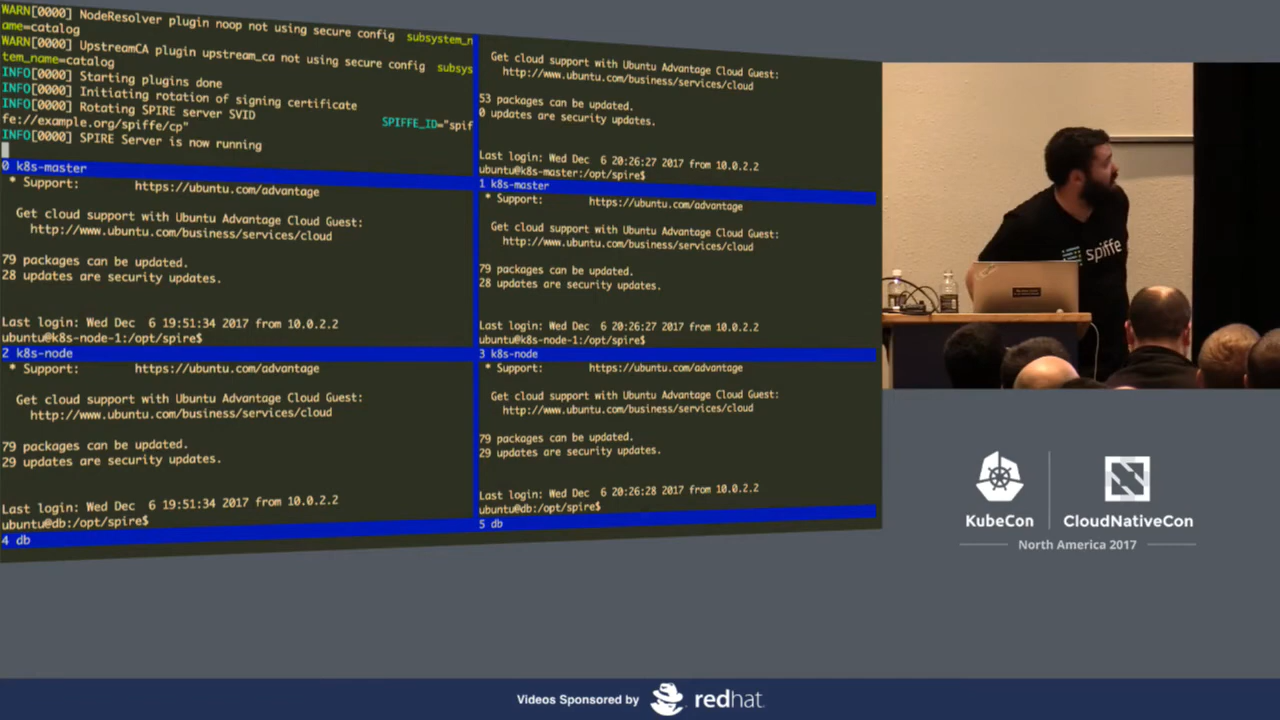 WARN[0000] NodeResolver plugin noop not using secure config subsystem_n
ame=catalog
WARN[0000] UpstreamCA plugin upstream_ca not using secure config subsys
tem_name=catalog
INFO[0000] Starting plugins done
INFO[0000] Initiating rotation of signing certificate
INFO[0000] Rotating SPIRE server SVID SPIFFE_ID="spif
fe://example.org/spiffe/cp"
INFO[0000] SPIRE Server is now running
0 k8s-master
Get cloud support with Ubuntu Advantage Cloud Guest:
http://www.ubuntu.com/business/services/cloud
53 packages can be updated.
0 updates are security updates.
Last login: Wed Dec 6 20:26:27 2017 from 10.0.2.2
ubuntu@k8s-master:/opt/spire$
1 k8s-master
* Support: https://ubuntu.com/advantage
Get cloud support with Ubuntu Advantage Cloud Guest:
http://www.ubuntu.com/business/services/cloud
79 packages can be updated.
28 updates are security updates.
Last login: Wed Dec 6 19:51:34 2017 from 10.0.2.2
ubuntu@k8s-node-1:/opt/spire$
2 k8s-node
* Support: https://ubuntu.com/advantage
Get cloud support with Ubuntu Advantage Cloud Guest:
http://www.ubuntu.com/business/services/cloud
79 packages can be updated.
28 updates are security updates.
Last login: Wed Dec 6 20:26:27 2017 from 10.0.2.2
ubuntu@k8s-node-1:/opt/spire$
3 k8s-node
* Support: https://ubuntu.com/advantage
Get cloud support with Ubuntu Advantage Cloud Guest:
http://www.ubuntu.com/business/services/cloud
79 packages can be updated.
29 updates are security updates.
Last login: Wed Dec 6 19:51:34 2017 from 10.0.2.2
ubuntu@db:/opt/spire$
4 db
* Support: https://ubuntu.com/advantage
Get cloud support with Ubuntu Advantage Cloud Guest:
http://www.ubuntu.com/business/services/cloud
79 packages can be updated.
29 updates are security updates.
Last login: Wed Dec 6 20:26:28 2017 from 10.0.2.2
ubuntu@db:/opt/spire$
5 db
spiffe
KubeCon
CloudNativeCon
North America 2017
Videos Sponsored by
redhat